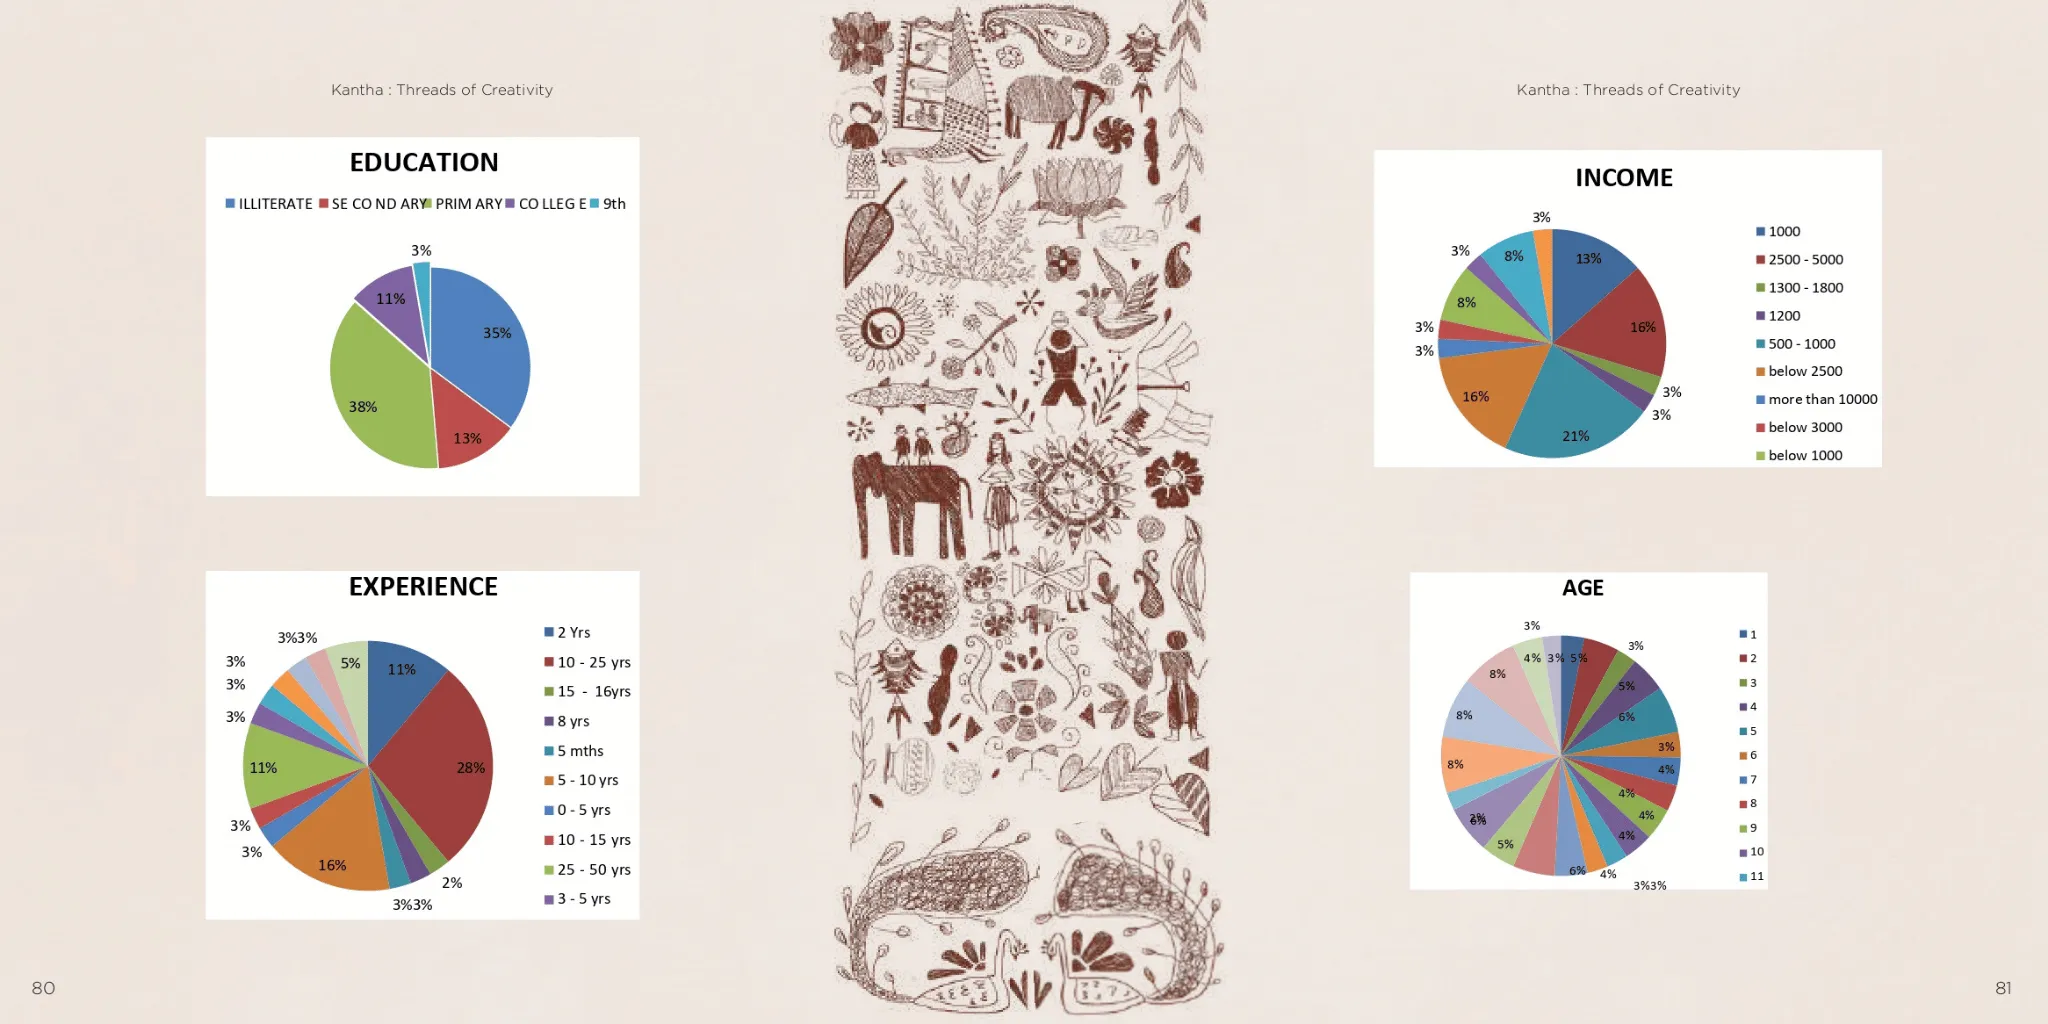 Kantha : Threads of Creativity
EDUCATION
ILLITERATE SE CO ND ARY PRIM ARY CO LLEG E 9th
3%
11%
35%
38%
13%
EXPERIENCE
3%3%
5%
11%
3%
3%
3%
11%
28%
3%
3%
16%
2%
3%3%
2 Yrs
10 - 25 yrs
15 - 16yrs
8 yrs
5 mths
5 - 10 yrs
0 - 5 yrs
10 - 15 yrs
25 - 50 yrs
3 - 5 yrs
80
Kantha : Threads of Creativity
INCOME
3%
3%
8%
13%
8%
3%
16%
3%
3%
16%
3%
21%
1000
2500 - 5000
1300 - 1800
1200
500 - 1000
below 2500
more than 10000
below 3000
below 1000
AGE
3%
3%
4%
3%
5%
8%
5%
8%
6%
3%
8%
4%
4%
4%
6%
4%
5%
6%
4%
3%3%
1
2
3
4
5
6
7
8
9
10
11
81